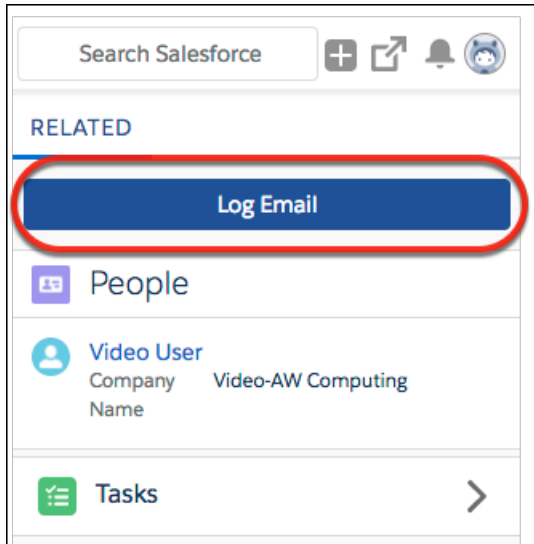 Search Salesforce
RELATED
Log Email
People
Video User
Company Video-AW Computing
Name
Tasks